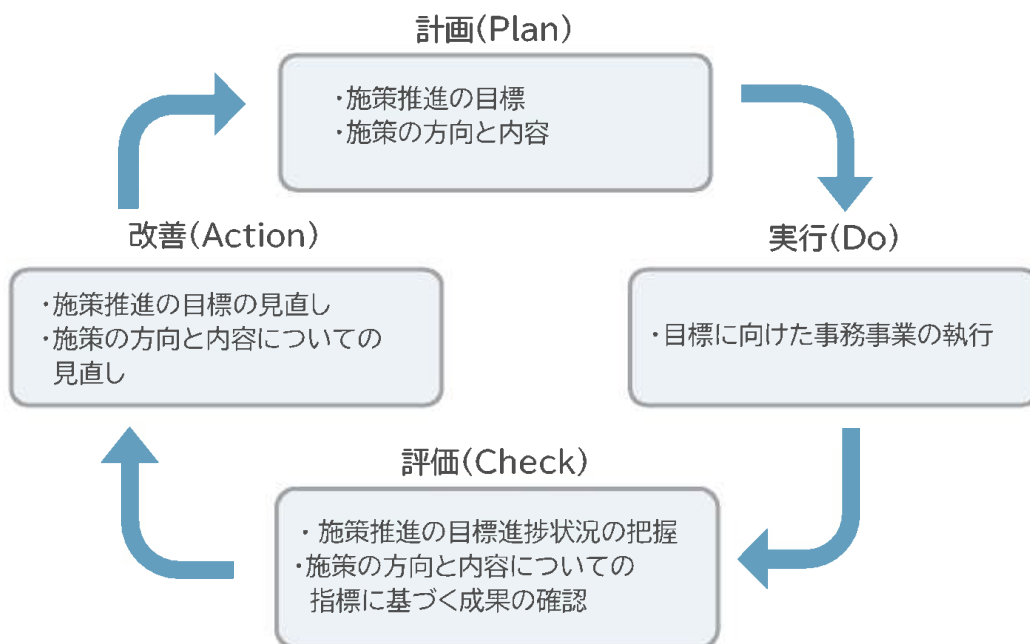 計画(Plan)
・施策推進の目標
・施策の方向と内容
実行(Do)
・目標に向けた事務事業の執行
評価(Check)
・施策推進の目標進捗状況の把握
・施策の方向と内容についての
指標に基づく成果の確認
改善(Action)
・施策推進の目標の見直し
・施策の方向と内容についての
見直し